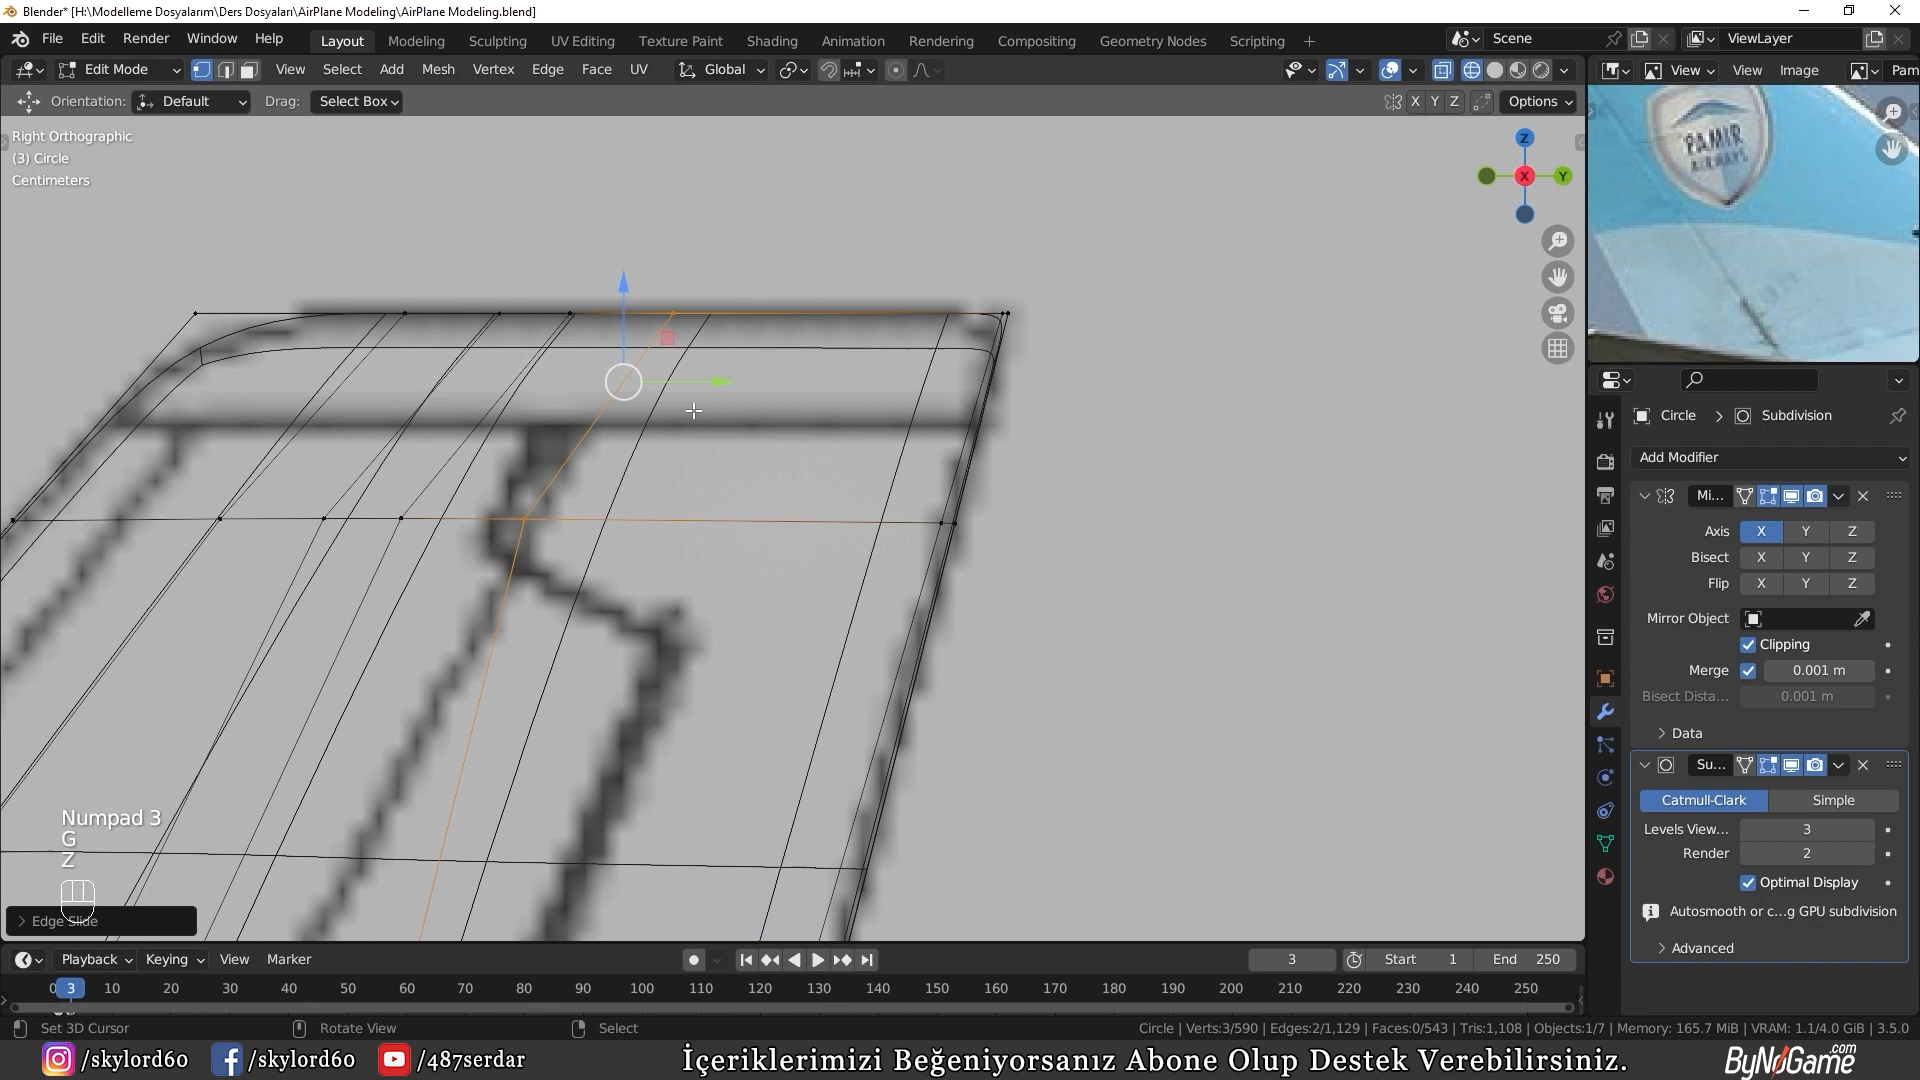 Blender* [H:\Modelleme Dosyalarım\Ders Dosyaları\AirPlane Modeling\AirPlane Modeling.blend]
File Edit Render Window Help Layout Modeling Sculpting UV Editing Texture Paint Shading Animation Rendering Compositing Geometry Nodes Scripting + Scene ViewLayer
Edit Mode View Select Add Mesh Vertex Edge Face UV Global View View Image Pam
Orientation: Default Drag: Select Box X Y Z Options
Right Orthographic
(3) Circle
Centimeters
Z
X
Y
PAMIR
AIRWAYS
Circle > Subdivision
Add Modifier
Mi...
Axis X Y Z
Bisect X Y Z
Flip X Y Z
Mirror Object
Clipping
Merge 0.001 m
Bisect Dista... 0.001 m
Data
Su...
Catmull-Clark Simple
Levels View... 3
Render 2
Optimal Display
Autosmooth or c...g GPU subdivision
Advanced
Numpad 3
G
Z
Edge Slide
Playback Keying View Marker 3 Start 1 End 250
0 3 10 20 30 40 50 60 70 80 90 100 110 120 130 140 150 160 170 180 190 200 210 220 230 240 250
Set 3D Cursor Rotate View Select Circle | Verts:3/590 | Edges:2/1,129 | Faces:0/543 | Tris:1,108 | Objects:1/7 | Memory: 165.7 MiB | VRAM: 1.1/4.0 GiB | 3.5.0
/skylord60 /skylord60 /487serdar İçeriklerimizi Beğeniyorsanız Abone Olup Destek Verebilirsiniz. ByNoGame.com